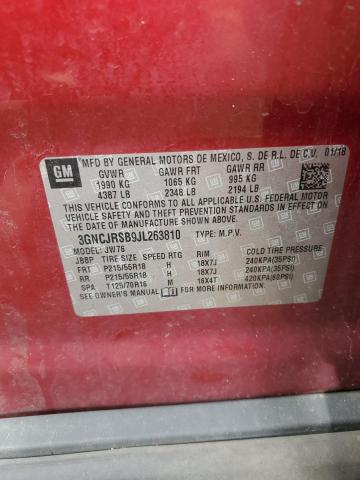 GM
MFD BY GENERAL MOTORS DE MEXICO, S. DE R.L. DE C.V. 01/18
GVWR GAWR FRT GAWR RR
1990 KG 1065 KG 995 KG
4387 LB 2348 LB 2194 LB
THIS VEHICLE CONFORMS TO ALL APPLICABLE U.S. FEDERAL MOTOR
VEHICLE SAFETY, BUMPER, AND THEFT PREVENTION STANDARDS IN
EFFECT ON THE DATE OF MANUFACTURE SHOWN ABOVE.
3GNCJRSB9JL263810 TYPE: M.P.V.
MODEL: JW76
JBBP TIRE SIZE SPEED RTG RIM COLD TIRE PRESSURE
FRT P215/55R18 H 18X7J 240KPA(35PSI)
RR P215/55R18 H 18X7J 240KPA(35PSI)
SPA T125/70R16 M 16X4T 420KPA(60PSI)
SEE OWNER'S MANUAL FOR MORE INFORMATION